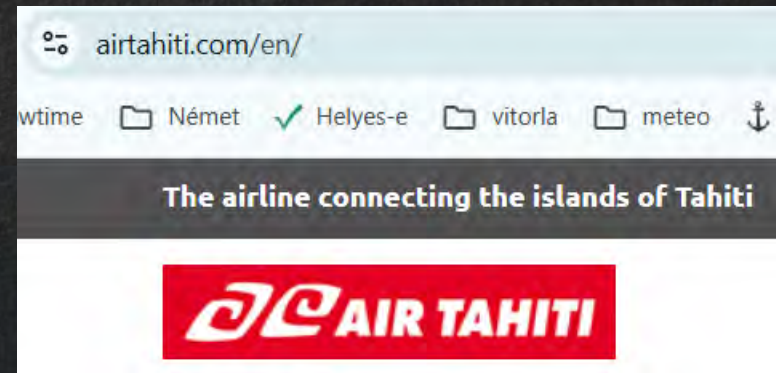 airtahiti.com/en/
wtime Német Helyes-e vitorla meteo
The airline connecting the islands of Tahiti
AIR TAHITI